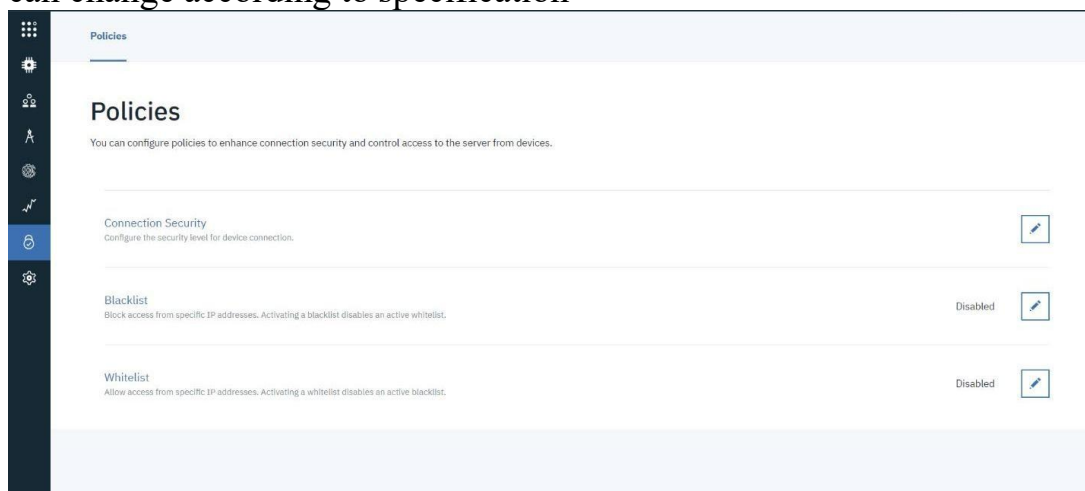 can change according to specification
Policies
Policies
You can configure policies to enhance connection security and control access to the server from devices.
Connection Security
Configure the security level for device connection.
Blacklist
Block access from specific IP addresses. Activating a blacklist disables an active whitelist.
Disabled
Whitelist
Allow access from specific IP addresses. Activating a whitelist disables an active blacklist.
Disabled